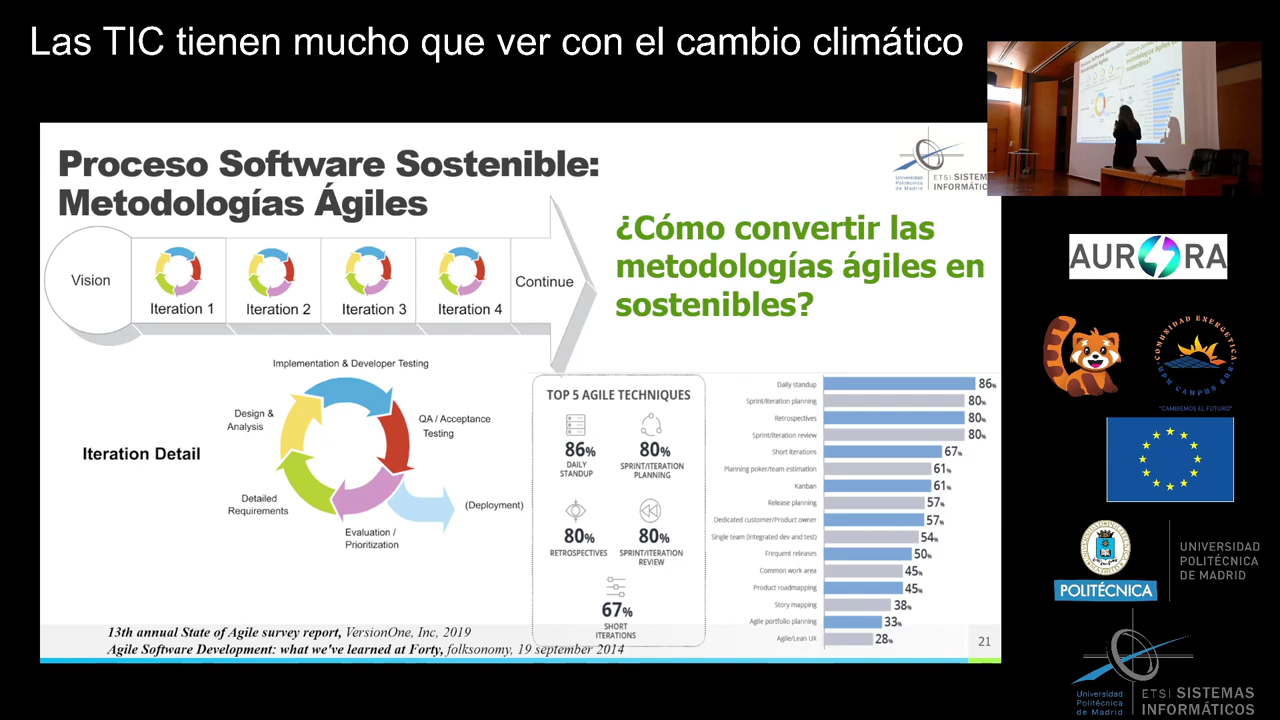 Las TIC tienen mucho que ver con el cambio climático
Proceso Software Sostenible:
Metodologías Ágiles
Universidad
Politécnica
de Madrid
ETSI SISTEMAS
INFORMÁTIC
¿Cómo convertir las
metodologías ágiles en
sostenibles?
Vision
Iteration 1
Iteration 2
Iteration 3
Iteration 4
Continue
Iteration Detail
Implementation & Developer Testing
QA / Acceptance
Testing
(Deployment)
Evaluation /
Prioritization
Detailed
Requirements
Design &
Analysis
TOP 5 AGILE TECHNIQUES
86%
DAILY
STANDUP
80%
SPRINT/ITERATION
PLANNING
80%
RETROSPECTIVES
80%
SPRINT/ITERATION
REVIEW
67%
SHORT
ITERATIONS
Daily standup 86%
Sprint/iteration planning 80%
Retrospectives 80%
Sprint/iteration review 80%
Short iterations 67%
Planning poker/team estimation 61%
Kanban 61%
Release planning 57%
Dedicated customer/Product owner 57%
Single team (integrated dev and test) 54%
Frequent releases 50%
Common work area 45%
Product roadmapping 45%
Story mapping 38%
Agile portfolio planning 33%
Agile/Lean UX 28%
13th annual State of Agile survey report, VersionOne, Inc, 2019
Agile Software Development: what we've learned at Forty, folksonomy, 19 september 2014
21
Proceso Software Sostenible:
Metodologías Ágiles
AURORA
COMUNIDAD ENERGETICA
UPM CAMPUS SUR
"CAMBIEMOS EL FUTURO"
POLITÉCNICA
UNIVERSIDAD
POLITÉCNICA
DE MADRID
Universidad
Politécnica
de Madrid
ETSI SISTEMAS
INFORMÁTICOS